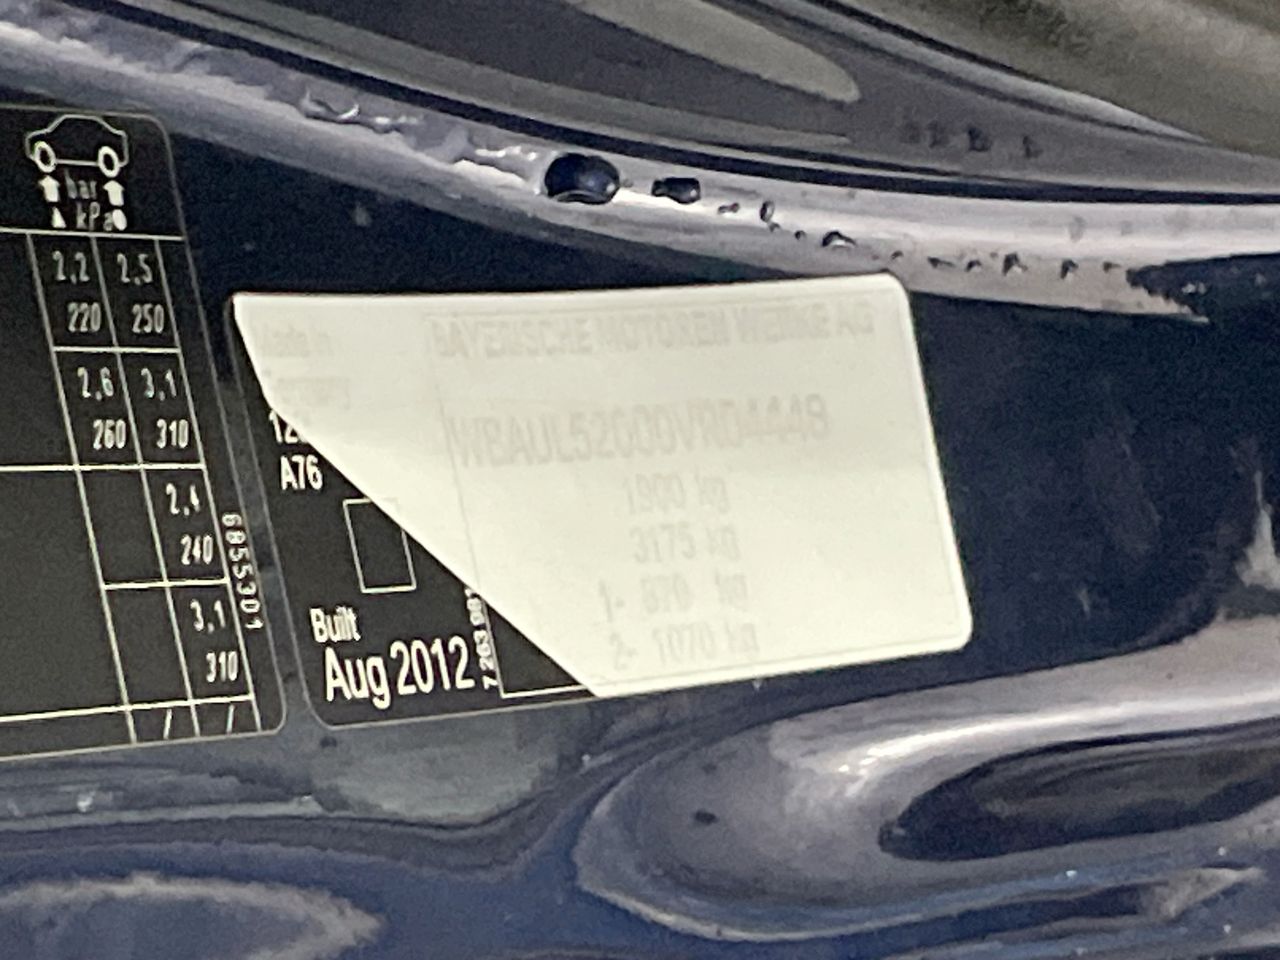 bar
kPa
2,2 2,5
220 250
2,6 3,1
260 310
2,4
240
3,1
310
/ /
6855301
Made in
Germany
A76
Built
Aug 2012
BAYERISCHE MOTOREN WERKE AG
1900 kg
3175 kg
1- 870 kg
2- 1070 kg